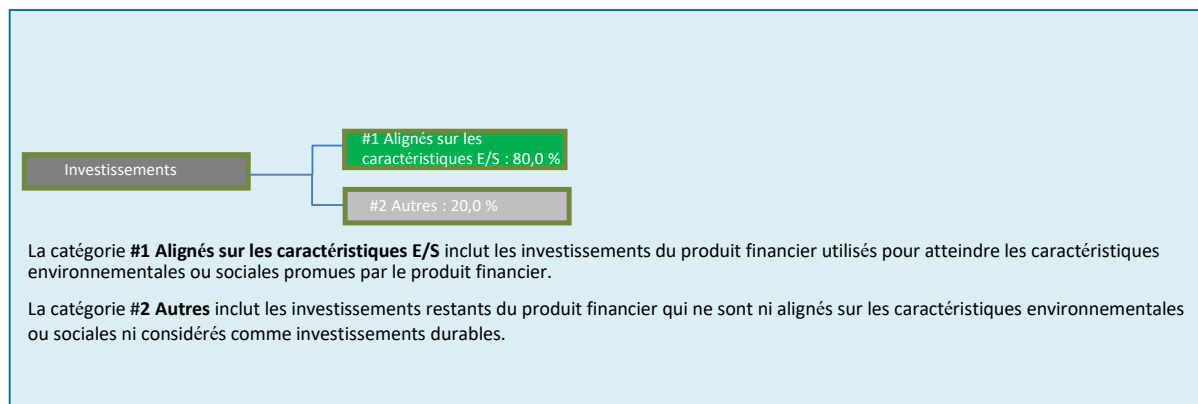 #1 Alignés sur les
caractéristiques E/S : 80,0 %
Investissements
#2 Autres : 20,0 %
La catégorie #1 Alignés sur les caractéristiques E/S inclut les investissements du produit financier utilisés pour atteindre les caractéristiques
environnementales ou sociales promues par le produit financier.
La catégorie #2 Autres inclut les investissements restants du produit financier qui ne sont ni alignés sur les caractéristiques environnementales
ou sociales ni considérés comme investissements durables.